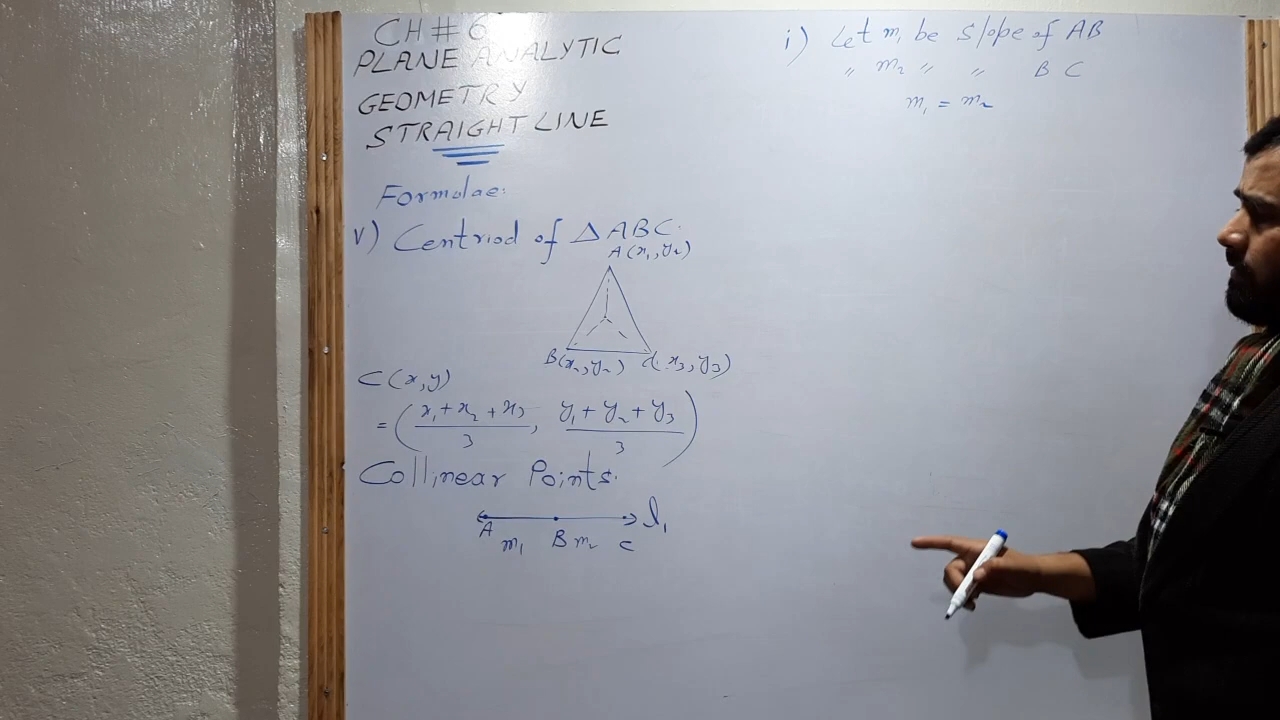 CH # 6
PLANE ANALYTIC
GEOMETRY
STRAIGHT LINE
Formulae:
v) Centriod of △ ABC.
A(x₁,y₂)
B(x₂,y₂) C(x₃,y₃)
C(x,y)
= ( x₁+x₂+x₃ / 3 , y₁+y₂+y₃ / 3 )
Collinear Points.
A m₁ B m₂ C l₁
i) Let m₁ be slope of AB
〃 m₂ 〃 〃 BC
m₁ = m₂